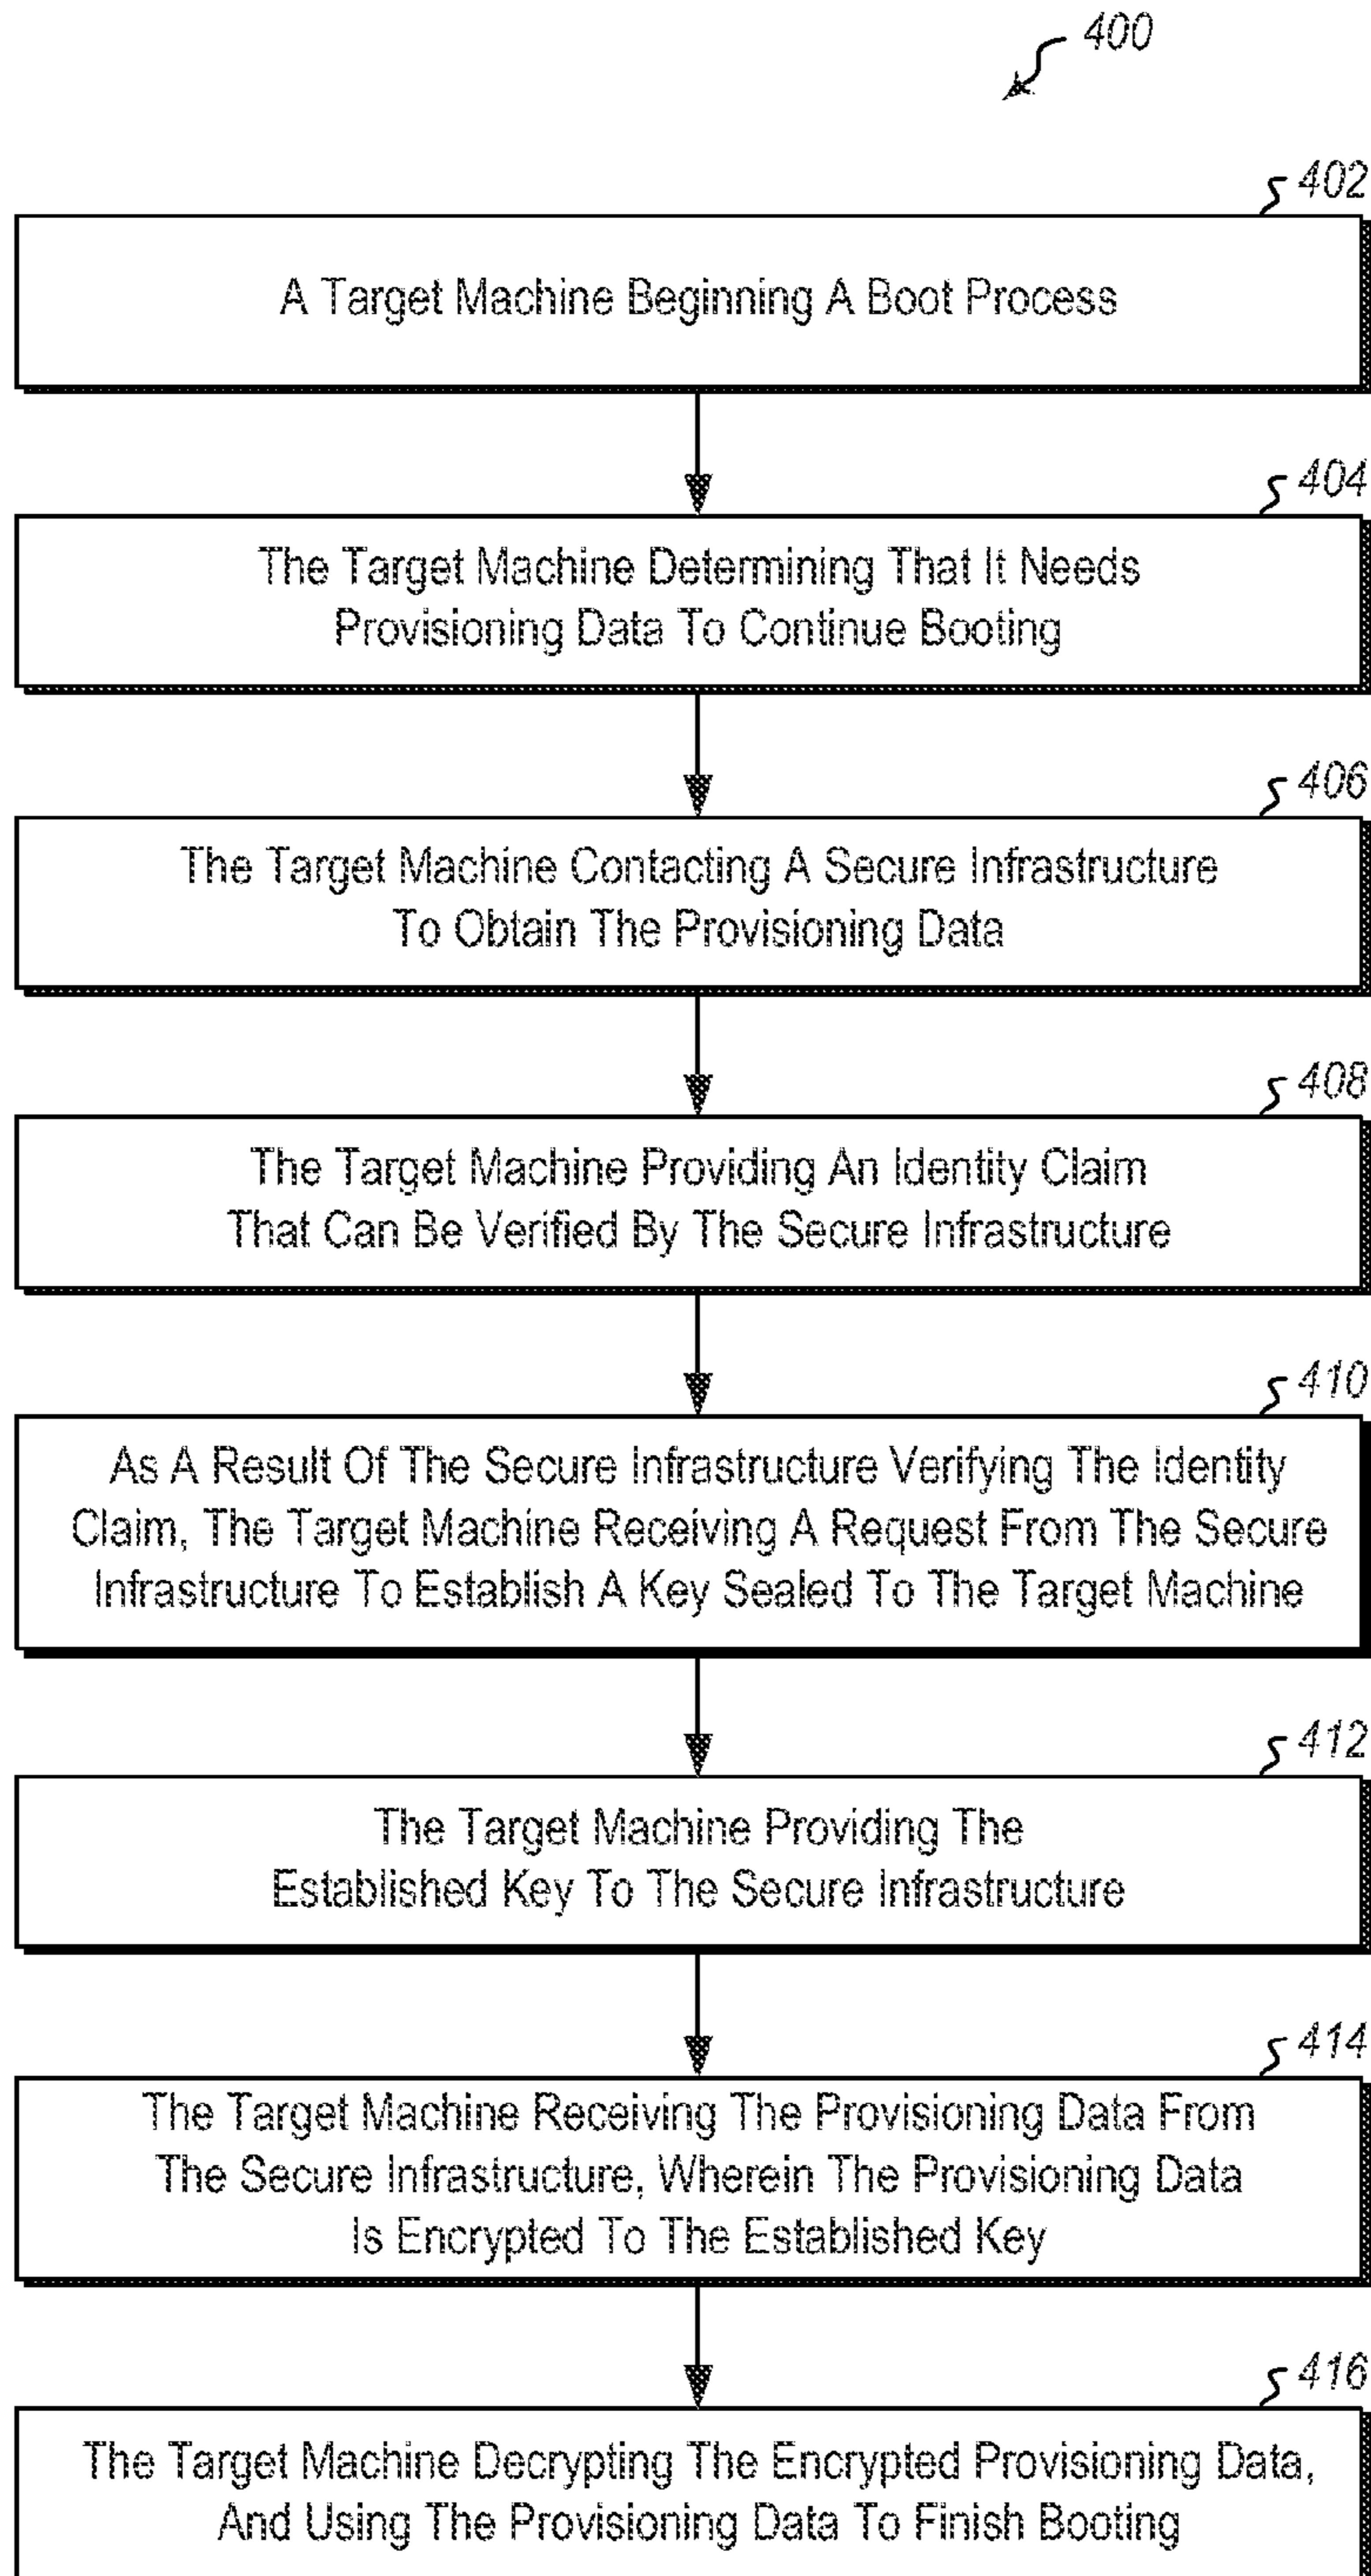 400
402
A Target Machine Beginning A Boot Process
404
The Target Machine Determining That It Needs
Provisioning Data To Continue Booting
406
The Target Machine Contacting A Secure Infrastructure
To Obtain The Provisioning Data
408
The Target Machine Providing An Identity Claim
That Can Be Verified By The Secure Infrastructure
410
As A Result Of The Secure Infrastructure Verifying The Identity
Claim, The Target Machine Receiving A Request From The Secure
Infrastructure To Establish A Key Sealed To The Target Machine
412
The Target Machine Providing The
Established Key To The Secure Infrastructure
414
The Target Machine Receiving The Provisioning Data From
The Secure Infrastructure, Wherein The Provisioning Data
Is Encrypted To The Established Key
416
The Target Machine Decrypting The Encrypted Provisioning Data,
And Using The Provisioning Data To Finish Booting